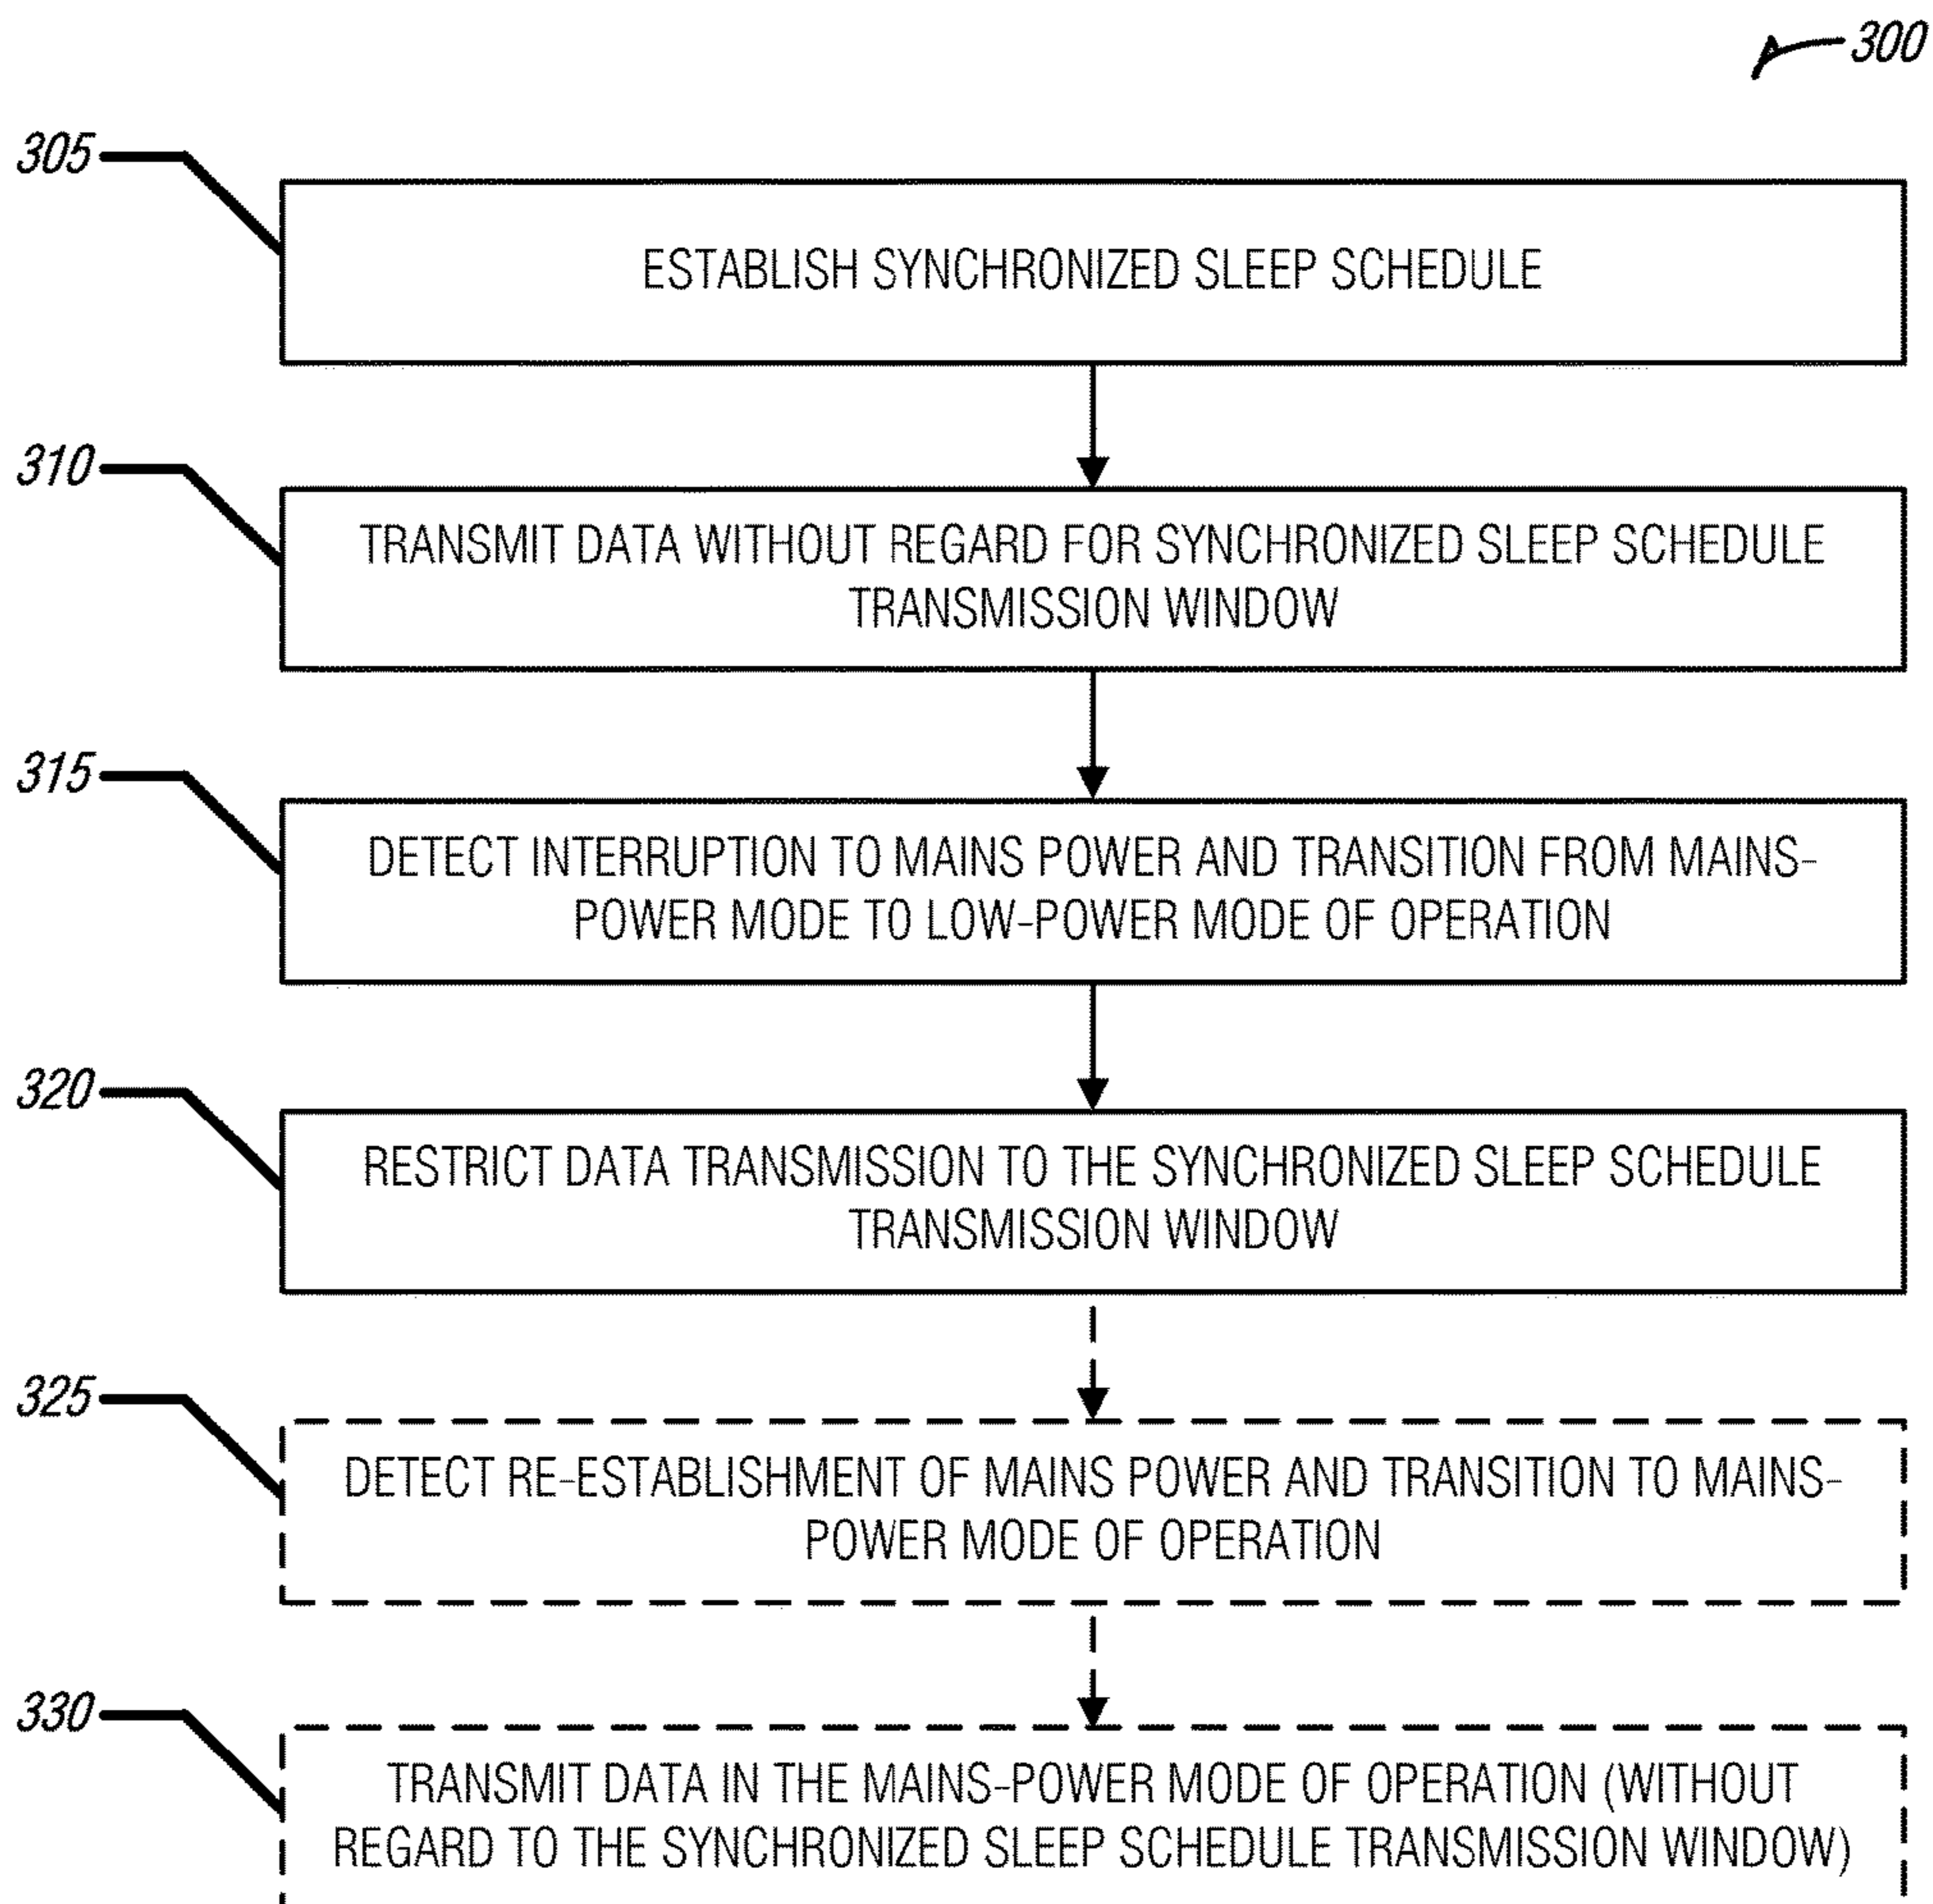 300
305
ESTABLISH SYNCHRONIZED SLEEP SCHEDULE
310
TRANSMIT DATA WITHOUT REGARD FOR SYNCHRONIZED SLEEP SCHEDULE
TRANSMISSION WINDOW
315
DETECT INTERRUPTION TO MAINS POWER AND TRANSITION FROM MAINS-
POWER MODE TO LOW-POWER MODE OF OPERATION
320
RESTRICT DATA TRANSMISSION TO THE SYNCHRONIZED SLEEP SCHEDULE
TRANSMISSION WINDOW
325
DETECT RE-ESTABLISHMENT OF MAINS POWER AND TRANSITION TO MAINS-
POWER MODE OF OPERATION
330
TRANSMIT DATA IN THE MAINS-POWER MODE OF OPERATION (WITHOUT
REGARD TO THE SYNCHRONIZED SLEEP SCHEDULE TRANSMISSION WINDOW)